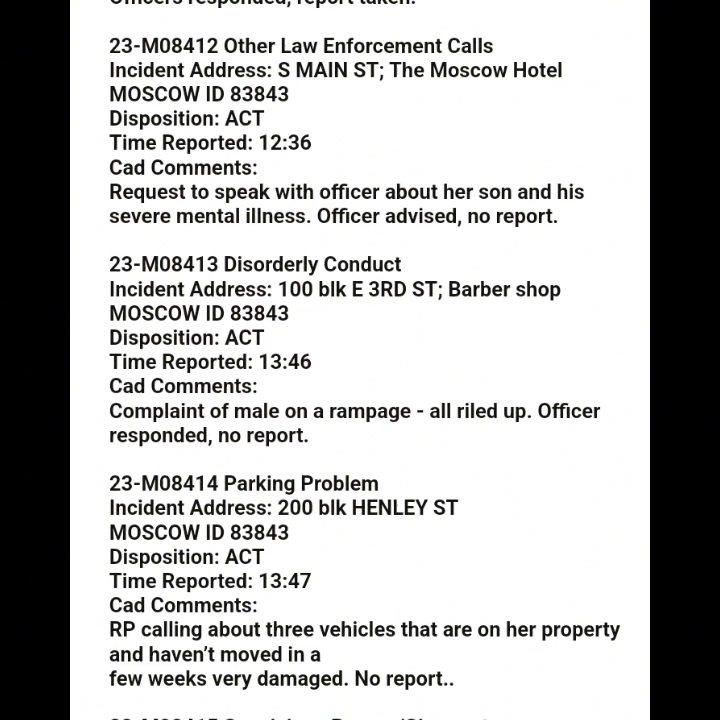 Officers responded, report taken.
23-M08412 Other Law Enforcement Calls
Incident Address: S MAIN ST; The Moscow Hotel
MOSCOW ID 83843
Disposition: ACT
Time Reported: 12:36
Cad Comments:
Request to speak with officer about her son and his
severe mental illness. Officer advised, no report.
23-M08413 Disorderly Conduct
Incident Address: 100 blk E 3RD ST; Barber shop
MOSCOW ID 83843
Disposition: ACT
Time Reported: 13:46
Cad Comments:
Complaint of male on a rampage - all riled up. Officer
responded, no report.
23-M08414 Parking Problem
Incident Address: 200 blk HENLEY ST
MOSCOW ID 83843
Disposition: ACT
Time Reported: 13:47
Cad Comments:
RP calling about three vehicles that are on her property
and haven’t moved in a
few weeks very damaged. No report..